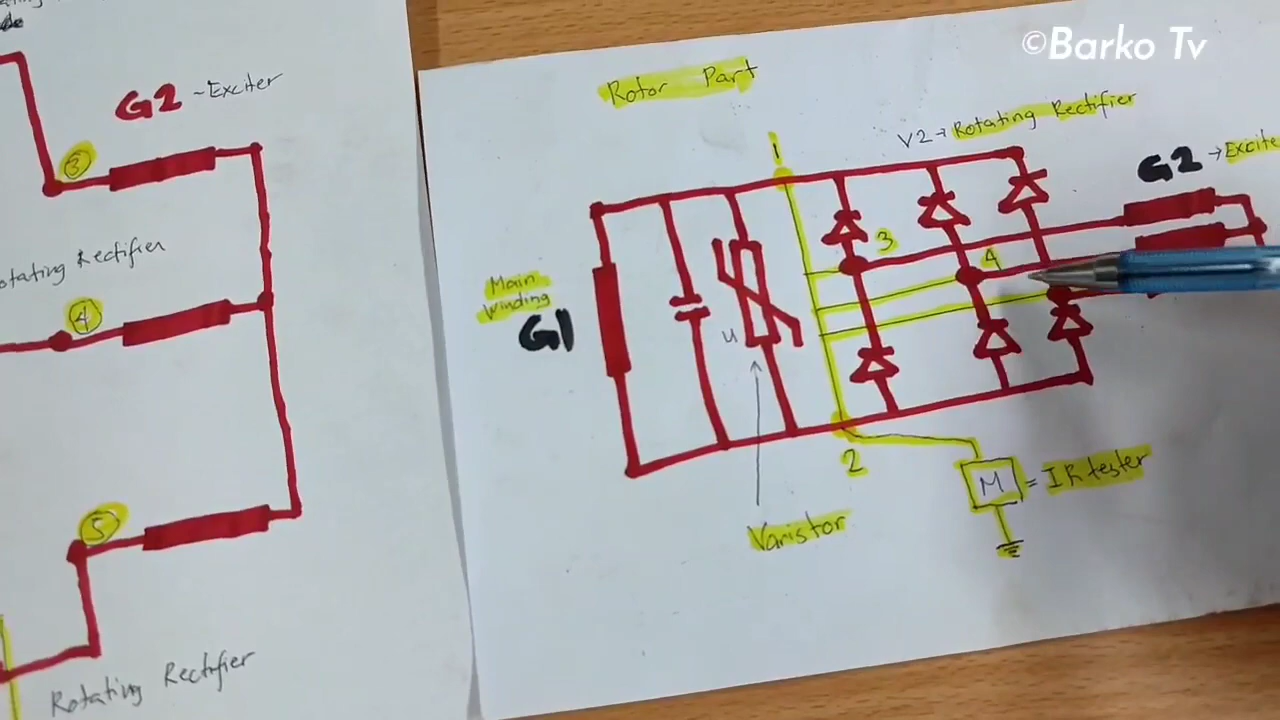 ©Barko Tv
G2 ~Exciter
3
Rectifier
4
5
Rotating Rectifier
Rotor Part
1
V2 → Rotating Rectifier
G2 → Excite
3
4
Main
Winding
G1
U
2
M = IR tester
Varistor